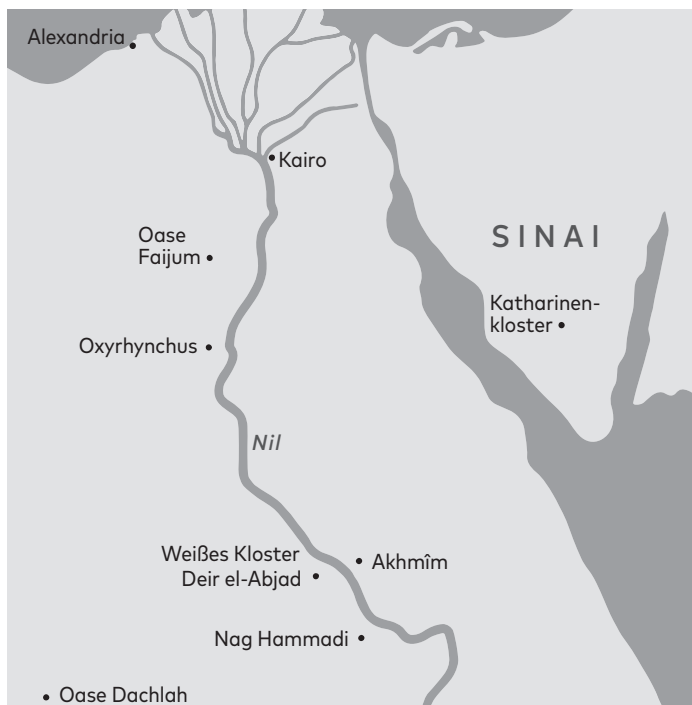 Alexandria
Kairo
SINAI
Oase
Faijum
Katharinen-
kloster
Oxyrhynchus
Nil
Weißes Kloster
Deir el-Abjad
Akhmîm
Nag Hammadi
Oase Dachlah